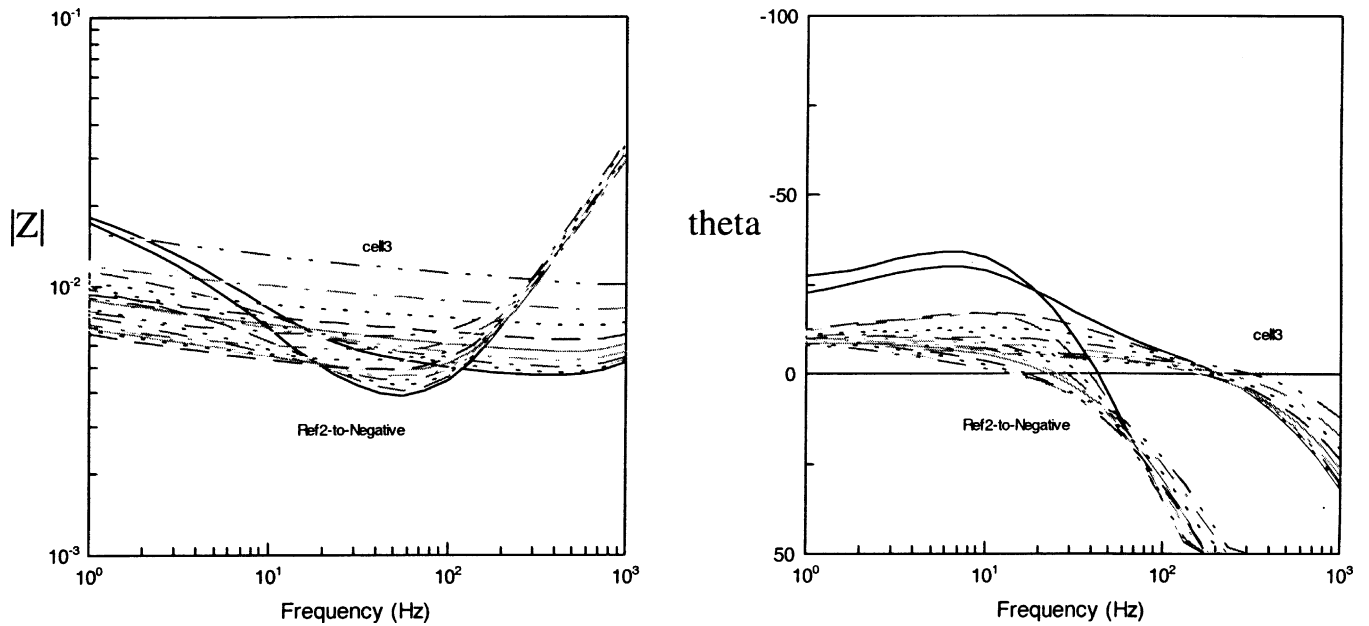 10-1
|Z|
cell3
10-2
Ref2-to-Negative
10-3
100
101
102
103
Frequency (Hz)
-100
-50
theta
cell3
0
Ref2-to-Negative
50
100
101
102
103
Frequency (Hz)